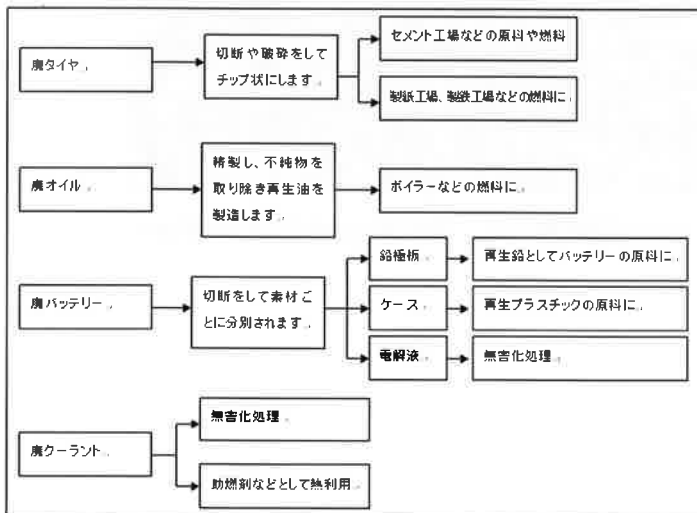 廃タイヤ
切断や破砕をして
チップ状にします
セメント工場などの原料や燃料
製紙工場、製鉄工場などの燃料に
廃オイル
精製し、不純物を
取り除き再生油を
製造します。
ボイラーなどの燃料に
廃バッテリー
切断をして素材ご
とに分別されます
鉛極板
再生鉛としてバッテリーの原料に
ケース
再生プラスチックの原料に
電解液
無害化処理
廃クーラント
無害化処理
助燃剤などとして熱利用